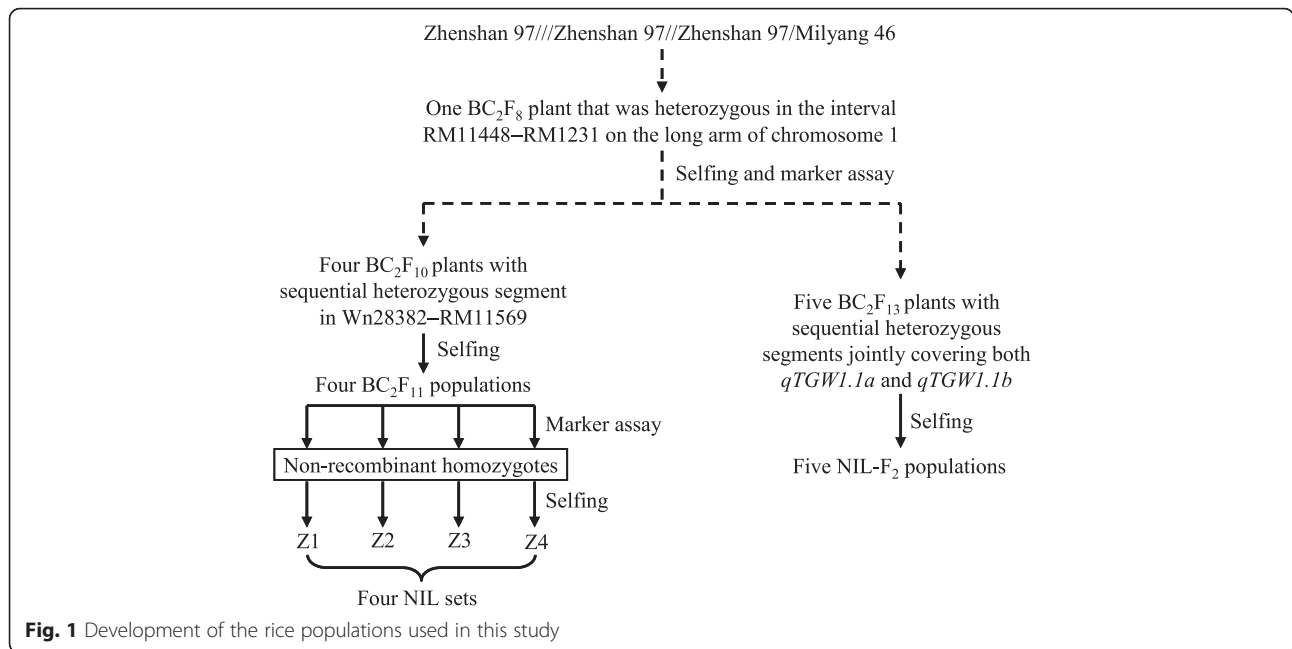 Zhenshan 97///Zhenshan 97//Zhenshan 97/Milyang 46
One BC₂F₈ plant that was heterozygous in the interval
RM11448–RM1231 on the long arm of chromosome 1
Selfing and marker assay
Four BC₂F₁₀ plants with
sequential heterozygous segment
in Wn28382–RM11569
Selfing
Four BC₂F₁₁ populations
Marker assay
Non-recombinant homozygotes
Selfing
Z1 Z2 Z3 Z4
Four NIL sets
Five BC₂F₁₃ plants with
sequential heterozygous
segments jointly covering both
qTGW1.1a and qTGW1.1b
Selfing
Five NIL-F₂ populations
Fig. 1 Development of the rice populations used in this study